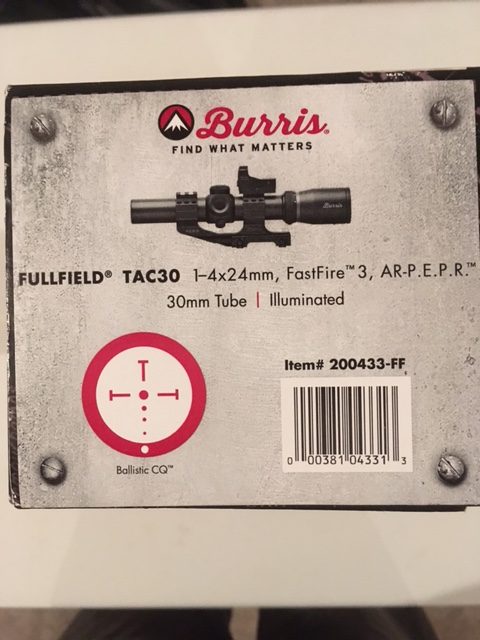 Burris®
FIND WHAT MATTERS
Burris
FULLFIELD® TAC30 1–4x24mm, FastFire™3, AR-P.E.P.R.™
30mm Tube | Illuminated
Item# 200433-FF
Ballistic CQ™
0 00381 04331 3